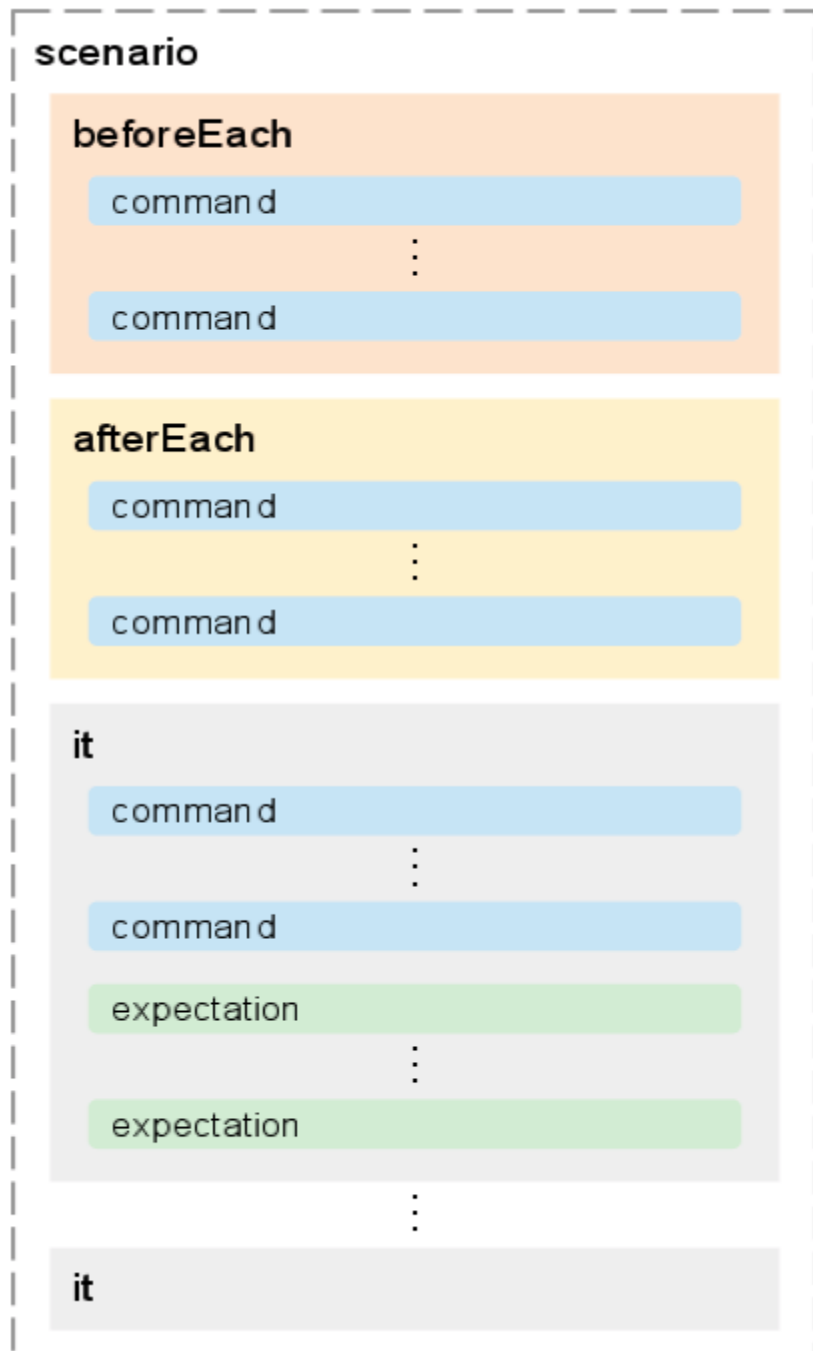 scenario
beforeEach
command
⋮
command
afterEach
command
⋮
command
it
command
⋮
command
expectation
⋮
expectation
⋮
it